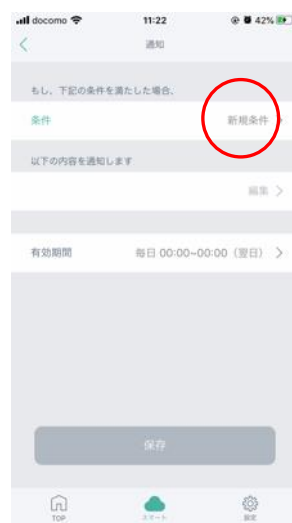 docomo 11:22 42%
通知
もし、下記の条件を満たした場合、
条件 新規条件
以下の内容を通知します
編集
有効期間 毎日 00:00~00:00（翌日）
保存
TOP スマート 設定